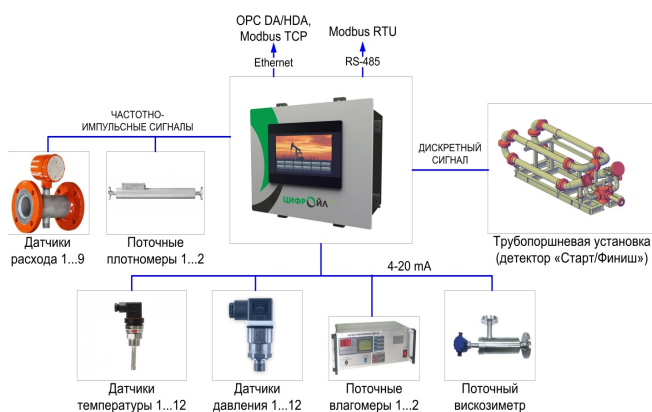 OPC DA/HDA,
Modbus TCP
Modbus RTU
Ethernet
RS-485
ЧАСТОТНО-
ИМПУЛЬСНЫЕ СИГНАЛЫ
ДИСКРЕТНЫЙ
СИГНАЛ
ЦИФРОЙЛ
Датчики
расхода 1...9
Поточные
плотномеры 1...2
Трубопоршневая установка
(детектор «Старт/Финиш»)
4-20 mA
Датчики
температуры 1...12
Датчики
давления 1...12
Поточные
влагомеры 1...2
Поточный
вискозиметр